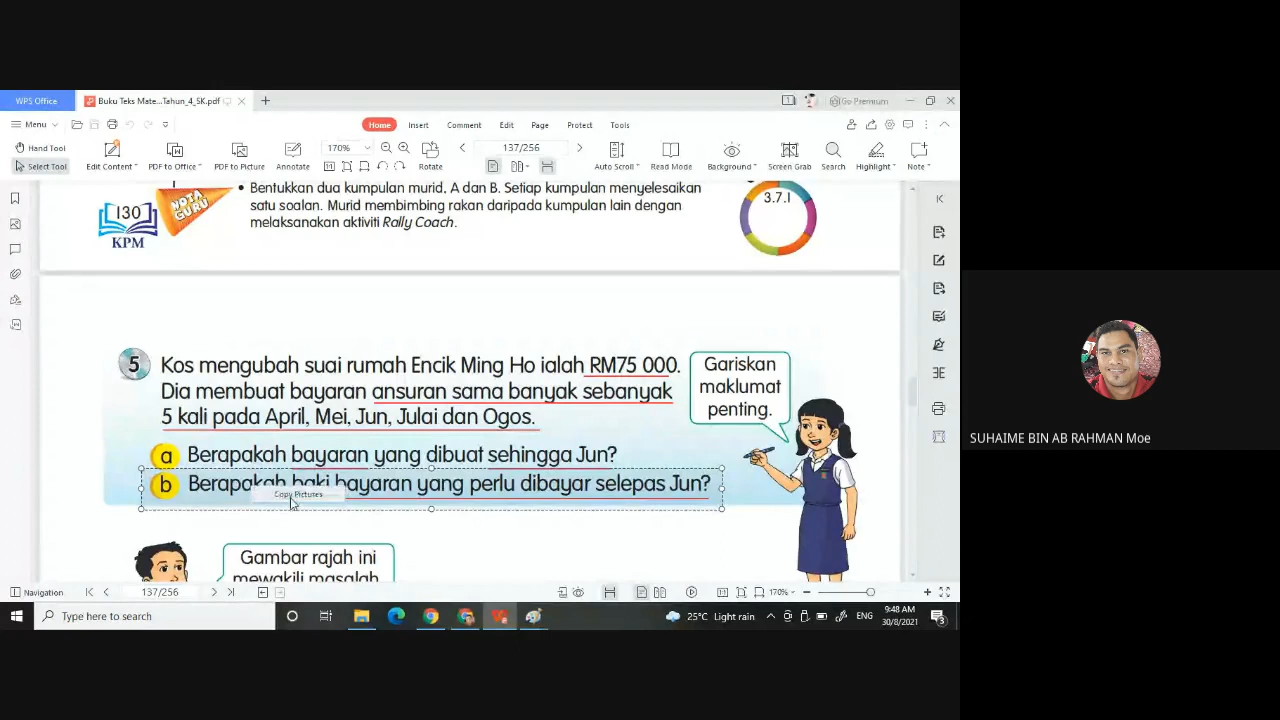 WPS Office
Buku Teks Mate...Tahun_4_SK.pdf
Go Premium
Menu
Home
Insert
Comment
Edit
Page
Protect
Tools
Hand Tool
Select Tool
Edit Content
PDF to Office
PDF to Picture
Annotate
170%
Rotate
137/256
Auto Scroll
Read Mode
Background
Screen Grab
Search
Highlight
Note
• Bentukkan dua kumpulan murid, A dan B. Setiap kumpulan menyelesaikan
satu soalan. Murid membimbing rakan daripada kumpulan lain dengan
melaksanakan aktiviti Rally Coach.
130
KPM
NOTA
GURU
3.7.1
5 Kos mengubah suai rumah Encik Ming Ho ialah RM75 000.
Dia membuat bayaran ansuran sama banyak sebanyak
5 kali pada April, Mei, Jun, Julai dan Ogos.
a Berapakah bayaran yang dibuat sehingga Jun?
b Berapakah baki bayaran yang perlu dibayar selepas Jun?
Copy Pictures
Gariskan
maklumat
penting.
Gambar rajah ini
mewakili masalah
SUHAIME BIN AB RAHMAN Moe
Navigation
137/256
170%
Type here to search
25°C Light rain
ENG
9:48 AM
30/8/2021
3